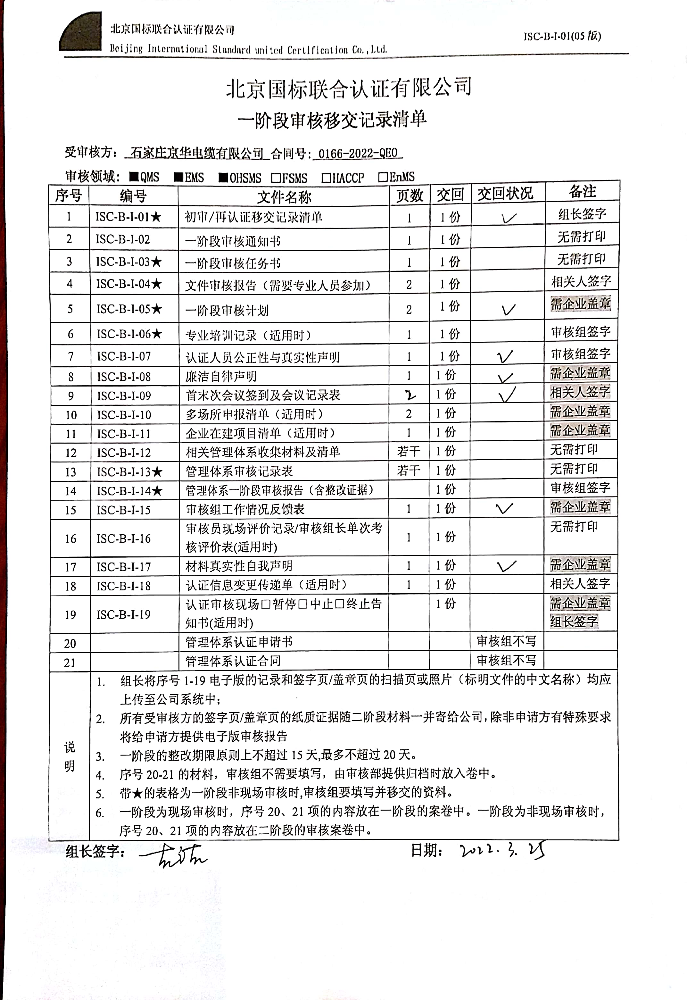 北京国标联合认证有限公司
ISC-B-I-01(05 版)
Beijing International Standard united Certification Co.,Ltd.
北京国标联合认证有限公司
一阶段审核移交记录清单
受审核方: 石家庄京华电缆有限公司 合同号: 0166-2022-QEO
审核领域: ■QMS ■EMS ■OHSMS □FSMS □HACCP □EnMS
序号 编号 文件名称 页数 交回 交回状况 备注
1 ISC-B-I-01★ 初审/再认证移交记录清单 1 1 份 ✓ 组长签字
2 ISC-B-I-02 一阶段审核通知书 1 1 份 无需打印
3 ISC-B-I-03★ 一阶段审核任务书 1 1 份 无需打印
4 ISC-B-I-04★ 文件审核报告（需要专业人员参加） 2 1 份 相关人签字
5 ISC-B-I-05★ 一阶段审核计划 2 1 份 ✓ 需企业盖章
6 ISC-B-I-06★ 专业培训记录（适用时） 1 1 份 审核组签字
7 ISC-B-I-07 认证人员公正性与真实性声明 1 1 份 ✓ 审核组签字
8 ISC-B-I-08 廉洁自律声明 1 1 份 ✓ 需企业盖章
9 ISC-B-I-09 首末次会议签到及会议记录表 2 1 份 ✓ 相关人签字
10 ISC-B-I-10 多场所申报清单（适用时） 2 1 份 需企业盖章
11 ISC-B-I-11 企业在建项目清单（适用时） 1 1 份 需企业盖章
12 ISC-B-I-12 相关管理体系收集材料及清单 若干 1 份 无需打印
13 ISC-B-I-13★ 管理体系审核记录表 若干 1 份 无需打印
14 ISC-B-I-14★ 管理体系一阶段审核报告（含整改证据） 1 份 审核组签字
15 ISC-B-I-15 审核组工作情况反馈表 1 1 份 ✓ 需企业盖章
16 ISC-B-I-16 审核员现场评价记录/审核组长单次考 1 1 份 无需打印
核评价表(适用时)
17 ISC-B-I-17 材料真实性自我声明 1 1 份 ✓ 需企业盖章
18 ISC-B-I-18 认证信息变更传递单（适用时） 1 1 份 相关人签字
19 ISC-B-I-19 认证审核现场□暂停□中止□终止告 1 份 需企业盖章
知书(适用时) 组长签字
20 管理体系认证申请书 审核组不写
21 管理体系认证合同 审核组不写
说明
1. 组长将序号 1-19 电子版的记录和签字页/盖章页的扫描页或照片（标明文件的中文名称）均应
上传至公司系统中；
2. 所有受审核方的签字页/盖章页的纸质证据随二阶段材料一并寄给公司，除非申请方有特殊要求
将给申请方提供电子版审核报告
3. 一阶段的整改期限原则上不超过 15 天,最多不超过 20 天。
4. 序号 20-21 的材料，审核组不需要填写，由审核部提供归档时放入卷中。
5. 带★的表格为一阶段非现场审核时,审核组要填写并移交的资料。
6. 一阶段为现场审核时，序号 20、21 项的内容放在一阶段的案卷中。一阶段为非现场审核时，
序号 20、21 项的内容放在二阶段的审核案卷中。
组长签字: 日期: 2022.3.25